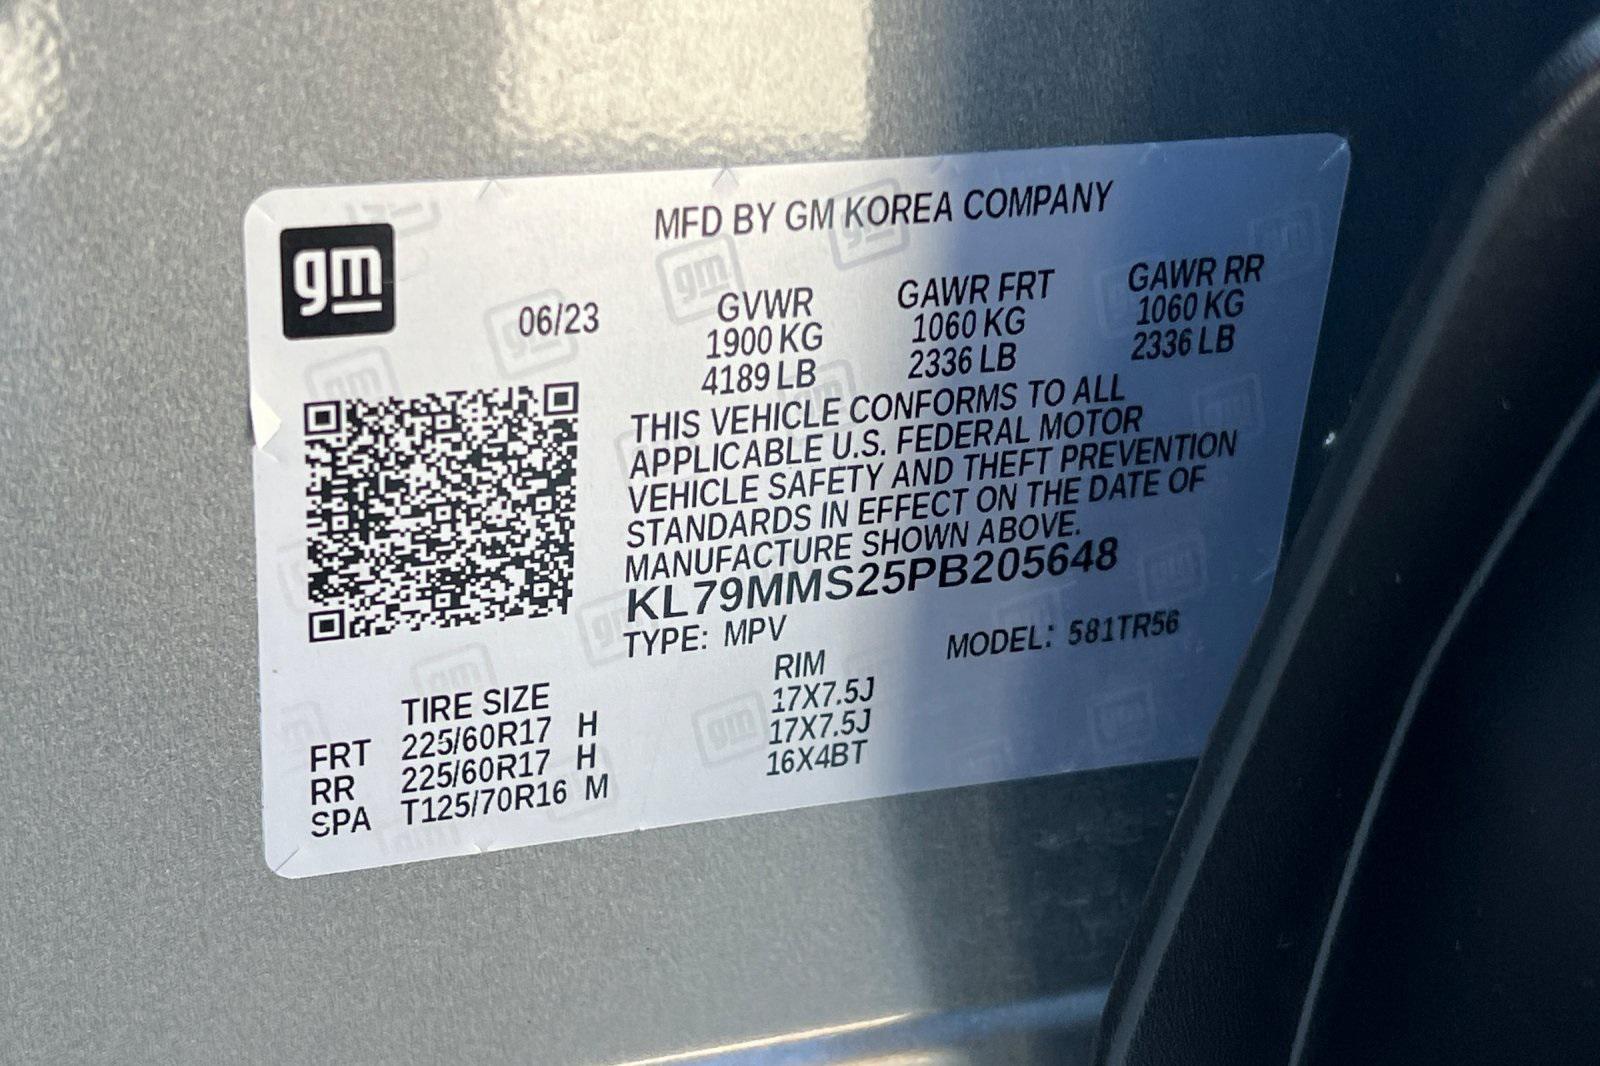 gm
MFD BY GM KOREA COMPANY
06/23
GVWR GAWR FRT GAWR RR
1900 KG 1060 KG 1060 KG
4189 LB 2336 LB 2336 LB
THIS VEHICLE CONFORMS TO ALL
APPLICABLE U.S. FEDERAL MOTOR
VEHICLE SAFETY AND THEFT PREVENTION
STANDARDS IN EFFECT ON THE DATE OF
MANUFACTURE SHOWN ABOVE.
KL79MMS25PB205648
TYPE: MPV MODEL: 581TR56
TIRE SIZE RIM
FRT 225/60R17 H 17X7.5J
RR 225/60R17 H 17X7.5J
SPA T125/70R16 M 16X4BT